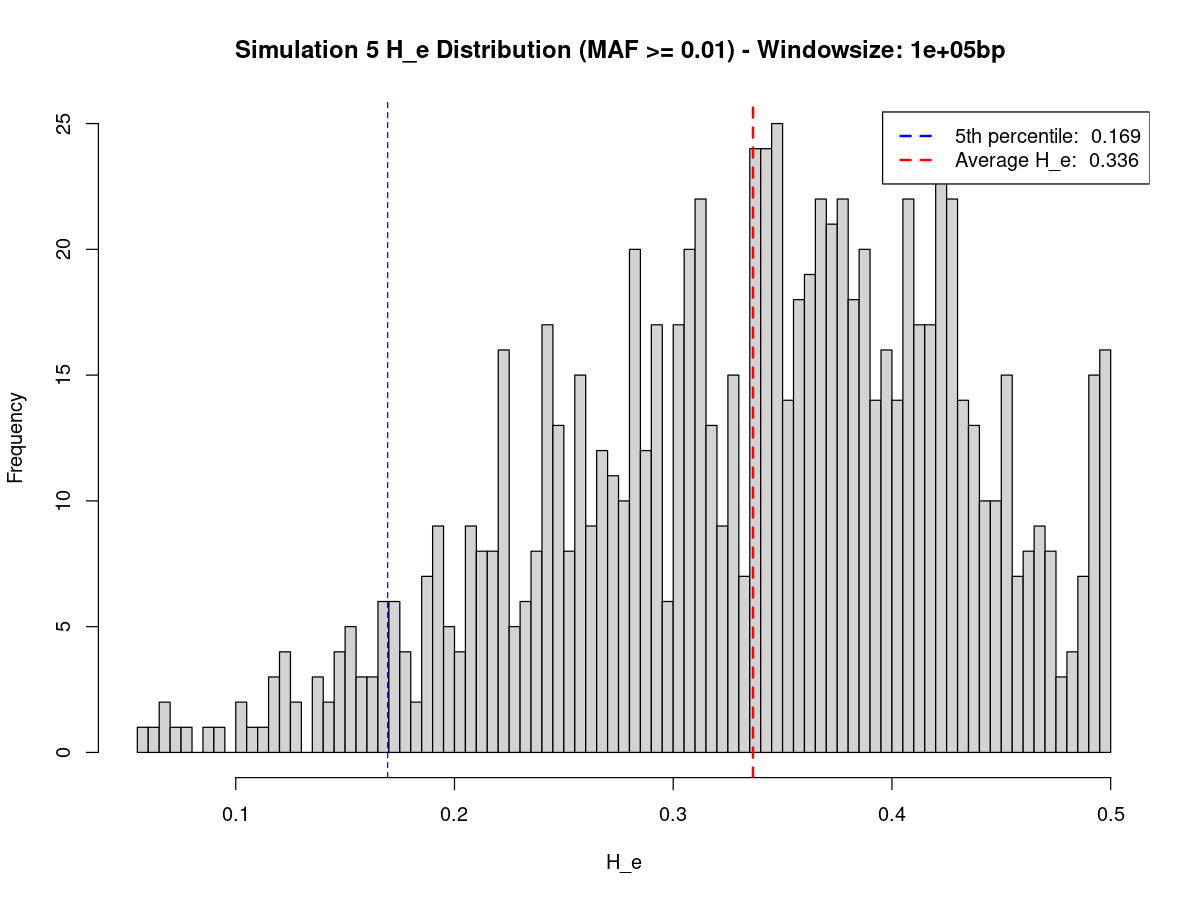 Simulation 5 H_e Distribution (MAF >= 0.01) - Windowsize: 1e+05bp
5th percentile: 0.169
Average H_e: 0.336
Frequency
25
20
15
10
5
0
0.1 0.2 0.3 0.4 0.5
H_e